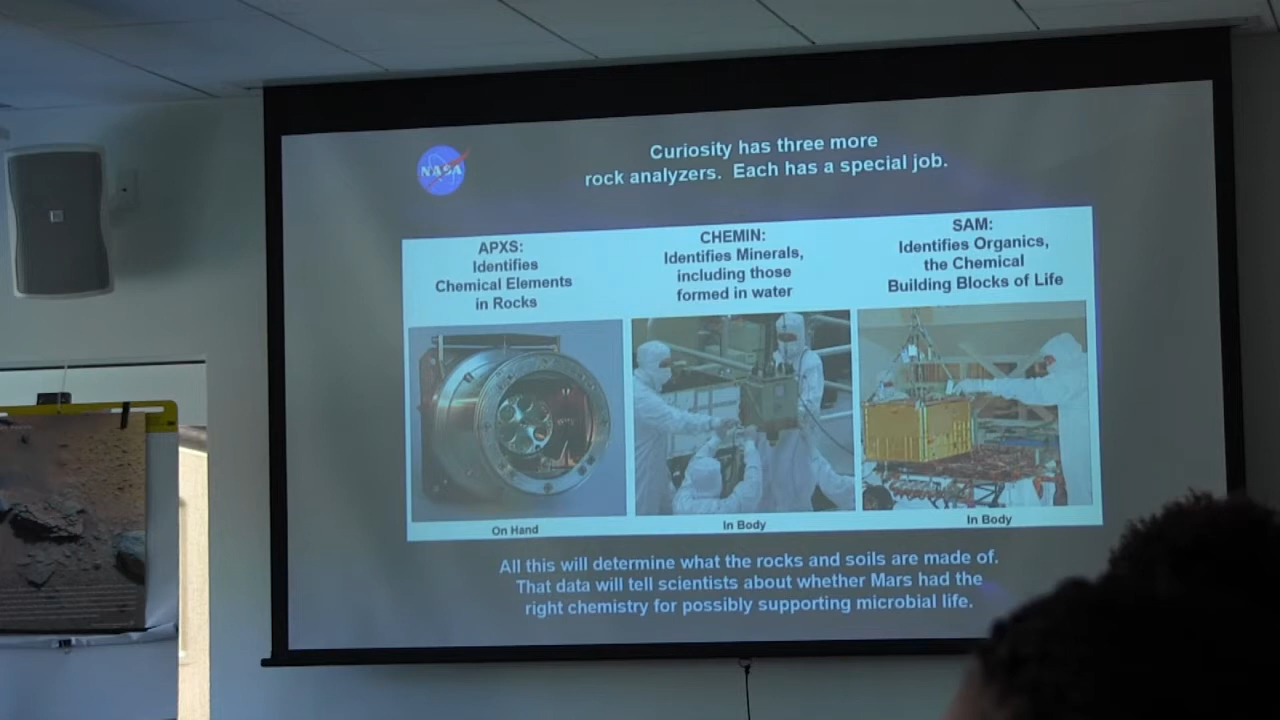 NASA
Curiosity has three more
rock analyzers. Each has a special job.
APXS:
Identifies
Chemical Elements
in Rocks
CHEMIN:
Identifies Minerals,
including those
formed in water
SAM:
Identifies Organics,
the Chemical
Building Blocks of Life
On Hand
In Body
In Body
All this will determine what the rocks and soils are made of.
That data will tell scientists about whether Mars had the
right chemistry for possibly supporting microbial life.